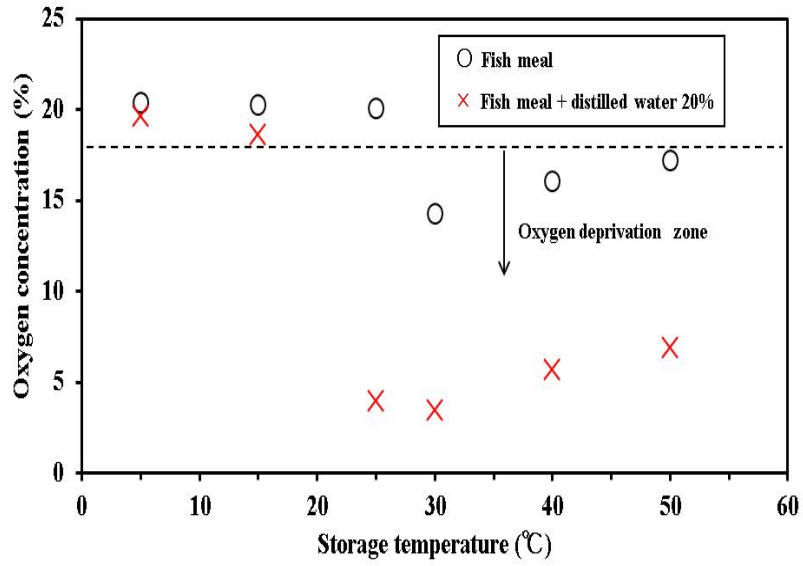 25
20
15
10
5
0
Oxygen concentration (%)
Fish meal
Fish meal + distilled water 20%
Oxygen deprivation zone
0 10 20 30 40 50 60
Storage temperature (℃)